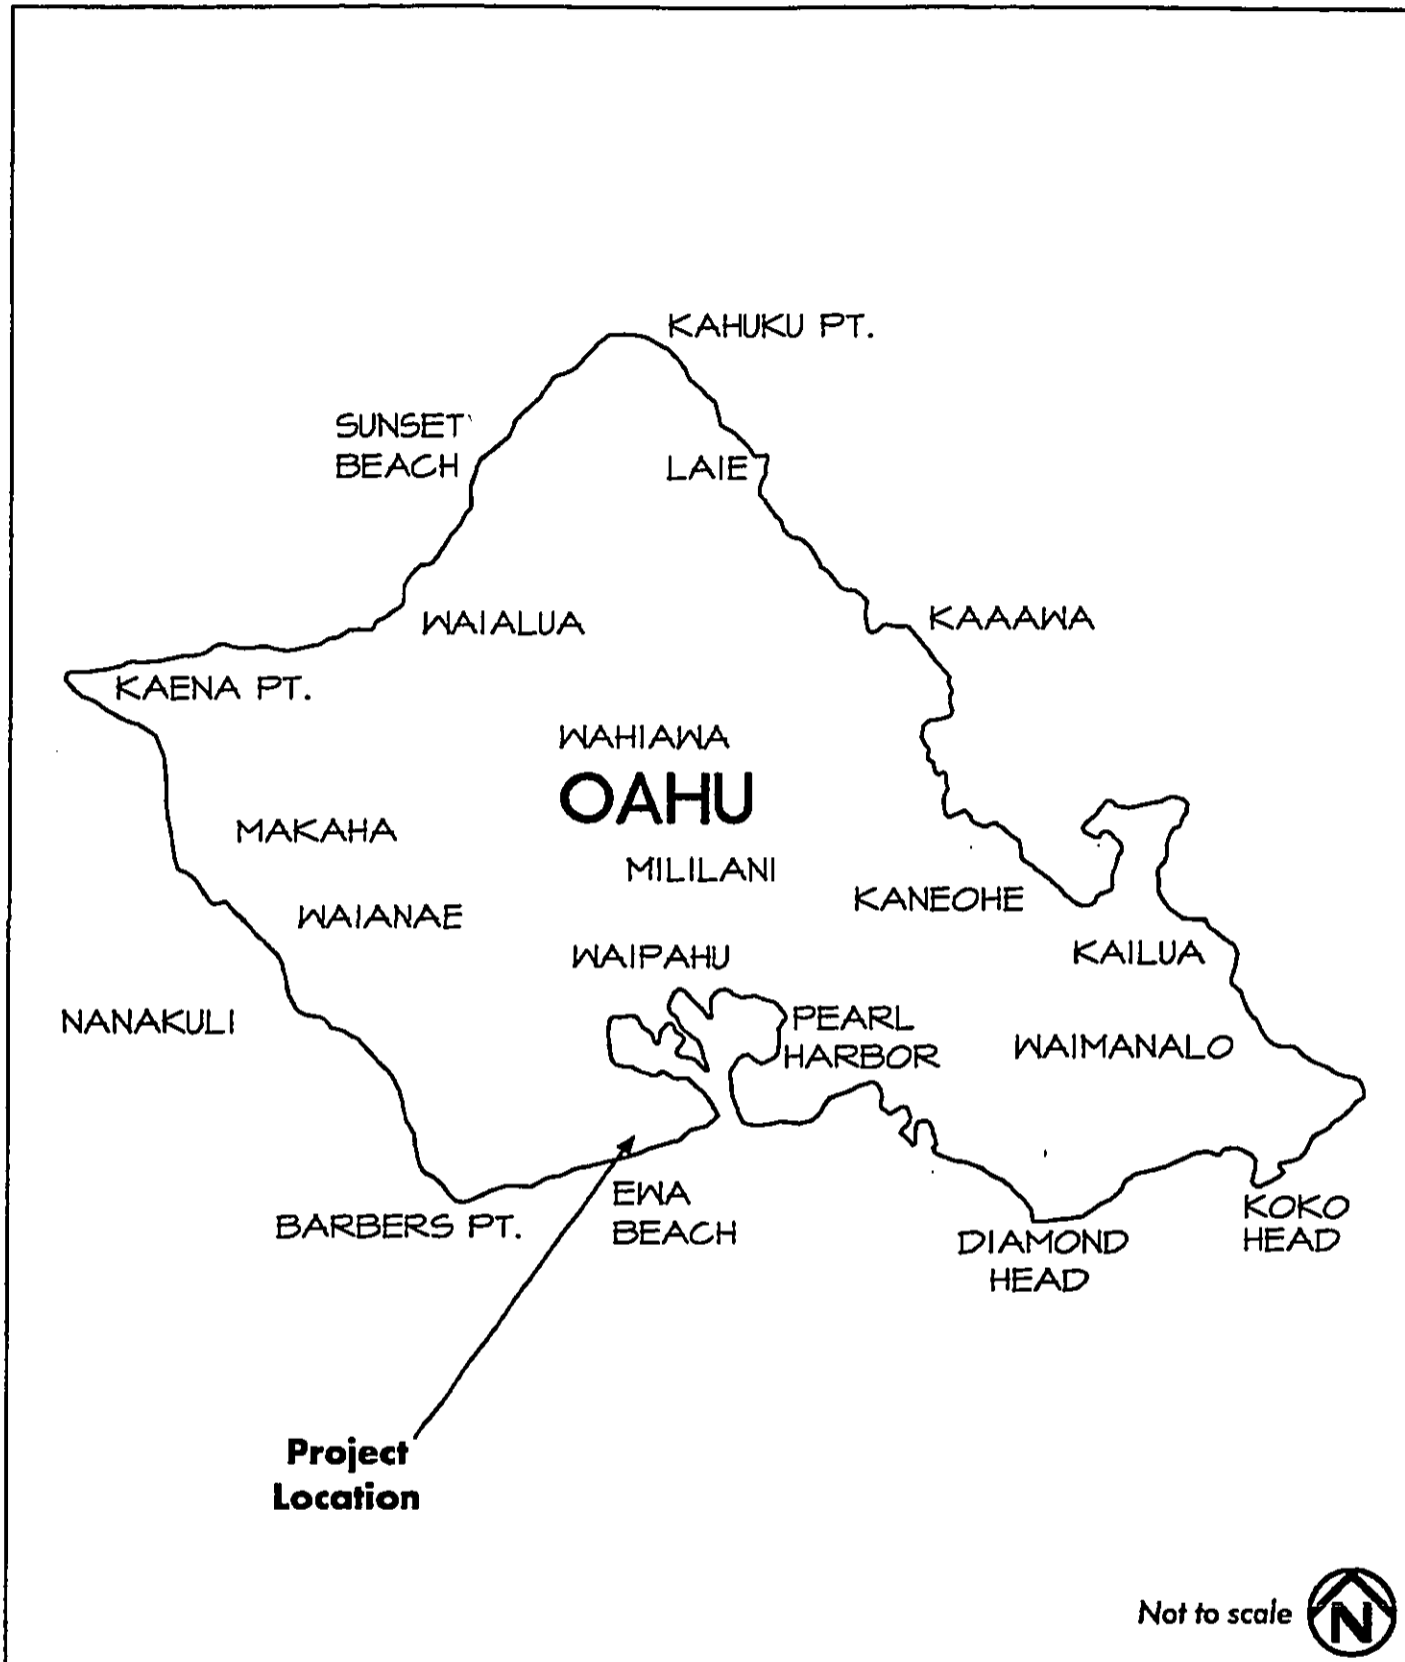 KAHUKU PT.
SUNSET
BEACH
LAIE
WAIALUA
KAAAWA
KAENA PT.
WAHIAWA
OAHU
MAKAHA
MILILANI
KANEOHE
WAIANAE
WAIPAHU
KAILUA
NANAKULI
PEARL
HARBOR
WAIMANALO
EWA
BEACH
BARBERS PT.
KOKO
HEAD
DIAMOND
HEAD
Project
Location
Not to scale
N